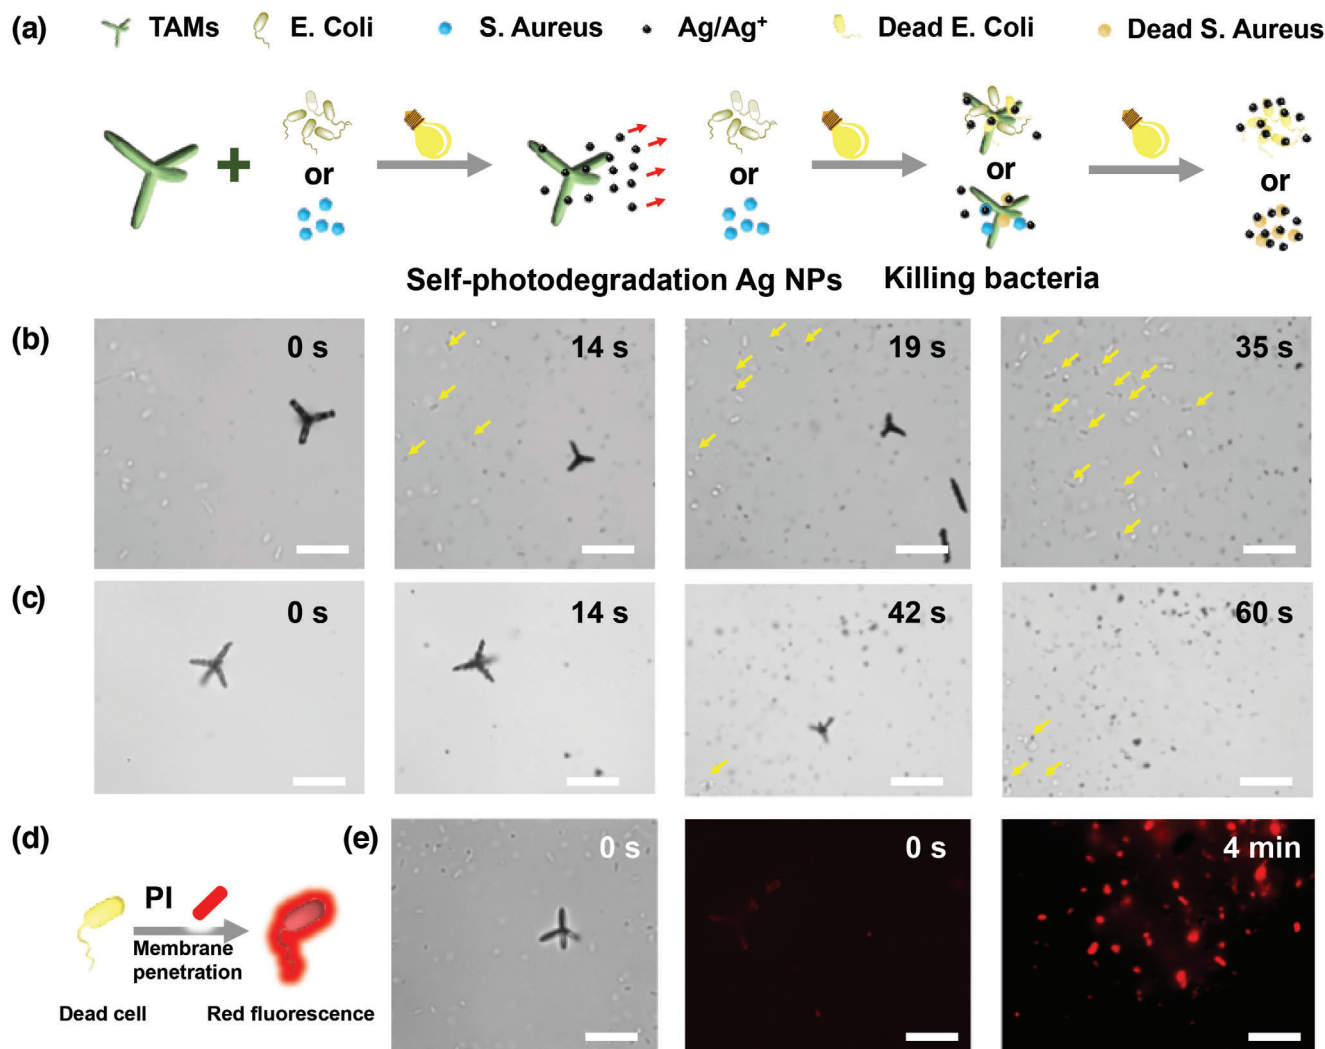 (a) TAMs E. Coli S. Aureus Ag/Ag⁺ Dead E. Coli Dead S. Aureus
or or or or
Self-photodegradation Ag NPs Killing bacteria
(b) 0 s 14 s 19 s 35 s
(c) 0 s 14 s 42 s 60 s
(d) (e) 0 s 0 s 4 min
PI
Membrane
penetration
Dead cell Red fluorescence